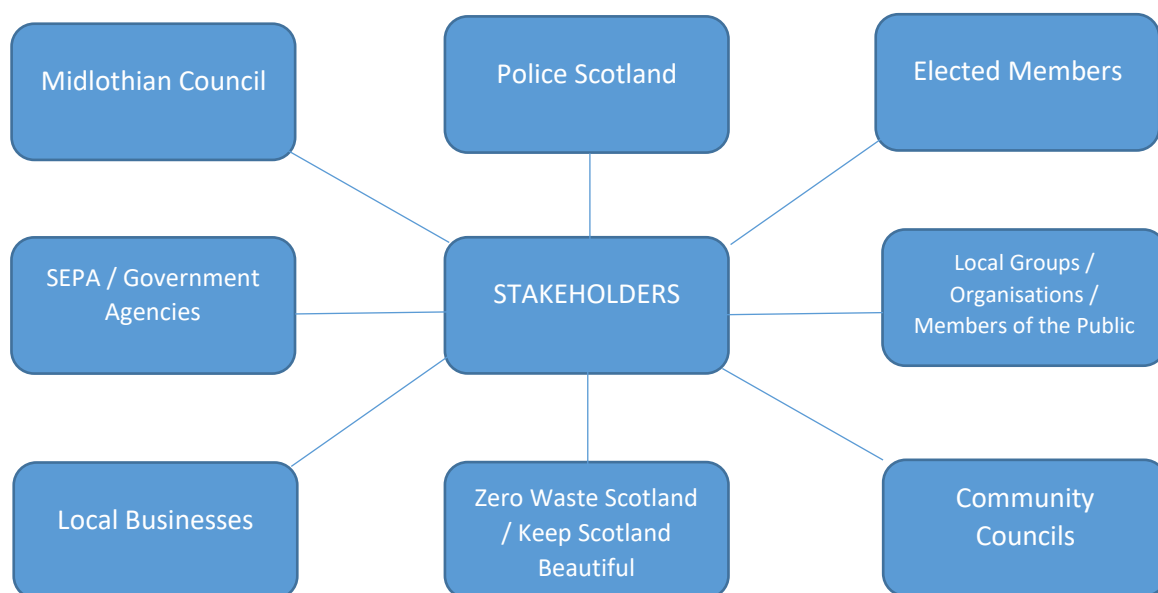 Midlothian Council
Police Scotland
Elected Members
SEPA / Government
Agencies
STAKEHOLDERS
Local Groups /
Organisations /
Members of the Public
Local Businesses
Zero Waste Scotland
/ Keep Scotland
Beautiful
Community
Councils